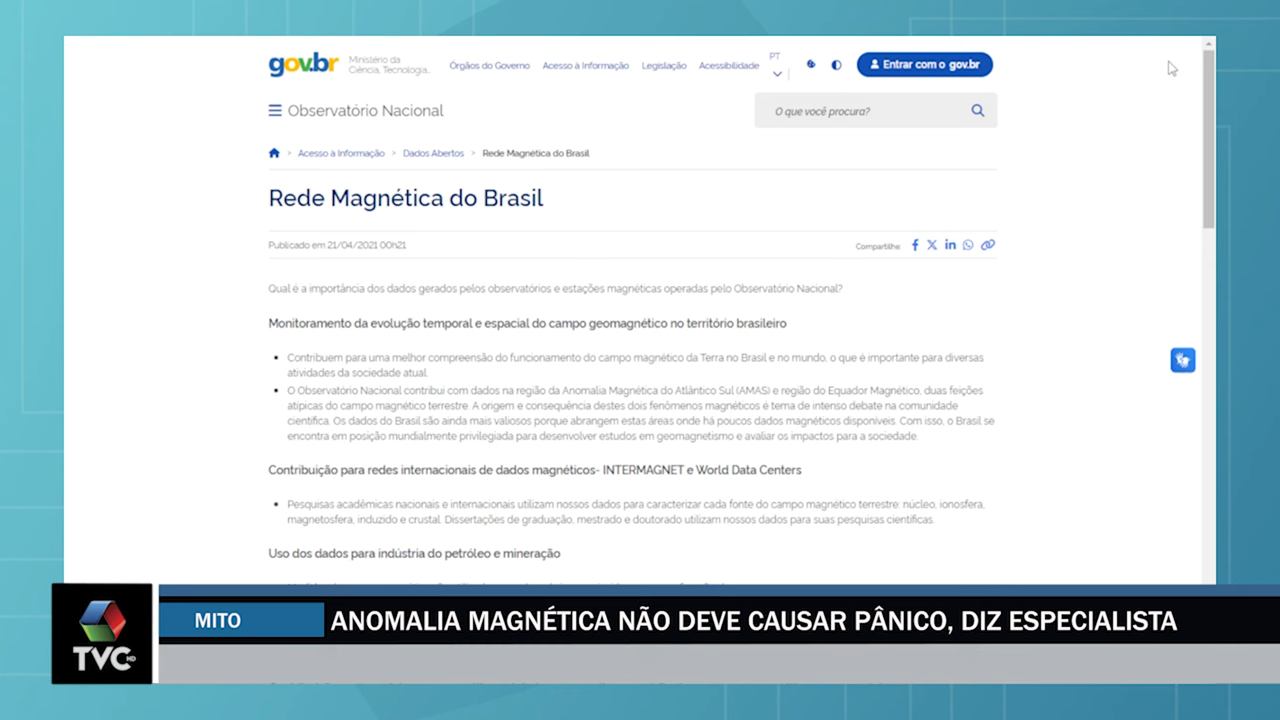 gov.br
Ministério da
Ciência, Tecnologia...
Órgãos do Governo Acesso à Informação Legislação Acessibilidade
PT
Entrar com o gov.br
Observatório Nacional
O que você procura?
> Acesso à Informação > Dados Abertos > Rede Magnética do Brasil
Rede Magnética do Brasil
Publicado em 21/04/2021 00h21
Compartilhe:
Qual é a importância dos dados gerados pelos observatórios e estações magnéticas operadas pelo Observatório Nacional?
Monitoramento da evolução temporal e espacial do campo geomagnético no território brasileiro
• Contribuem para uma melhor compreensão do funcionamento do campo magnético da Terra no Brasil e no mundo, o que é importante para diversas
atividades da sociedade atual.
• O Observatório Nacional contribui com dados na região da Anomalia Magnética do Atlântico Sul (AMAS) e região do Equador Magnético, duas feições
atípicas do campo magnético terrestre. A origem e consequência destes dois fenômenos magnéticos é tema de intenso debate na comunidade
científica. Os dados do Brasil são ainda mais valiosos porque abrangem estas áreas onde há poucos dados magnéticos disponíveis. Com isso, o Brasil se
encontra em posição mundialmente privilegiada para desenvolver estudos em geomagnetismo e avaliar os impactos para a sociedade.
Contribuição para redes internacionais de dados magnéticos- INTERMAGNET e World Data Centers
• Pesquisas acadêmicas nacionais e internacionais utilizam nossos dados para caracterizar cada fonte do campo magnético terrestre: núcleo, ionosfera,
magnetosfera, induzido e crustal. Dissertações de graduação, mestrado e doutorado utilizam nossos dados para suas pesquisas científicas.
Uso dos dados para indústria do petróleo e mineração
MITO
ANOMALIA MAGNÉTICA NÃO DEVE CAUSAR PÂNICO, DIZ ESPECIALISTA
TVC HD